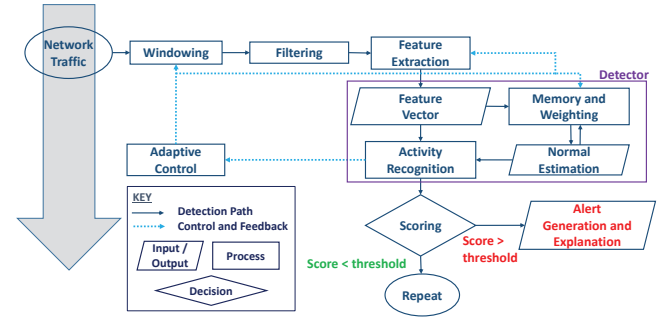 Network
Traffic
Windowing
Filtering
Feature
Extraction
Detector
Feature
Vector
Memory and
Weighting
Adaptive
Control
Activity
Recognition
Normal
Estimation
KEY
Detection Path
Control and Feedback
Input /
Output
Process
Decision
Scoring
Score >
threshold
Alert
Generation and
Explanation
Score < threshold
Repeat